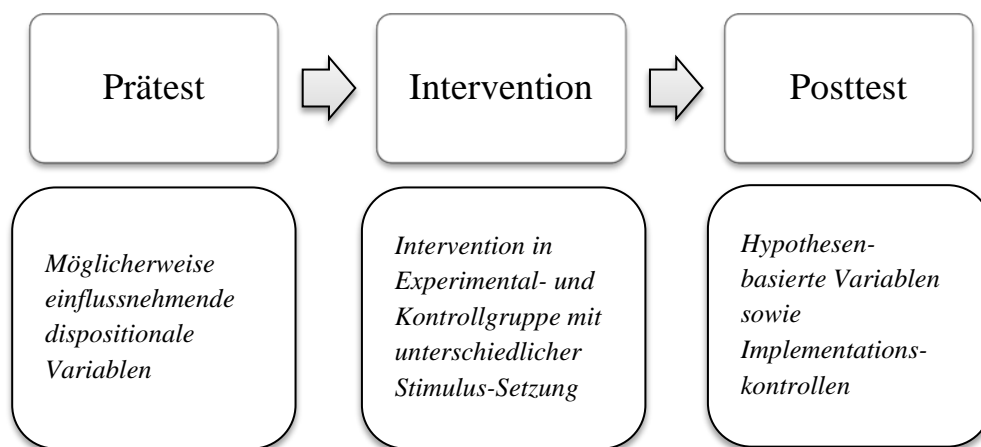 Prätest
Intervention
Posttest
Möglicherweise
einflussnehmende
dispositionale
Variablen
Intervention in
Experimental- und
Kontrollgruppe mit
unterschiedlicher
Stimulus-Setzung
Hypothesen-
basierte Variablen
sowie
Implementations-
kontrollen